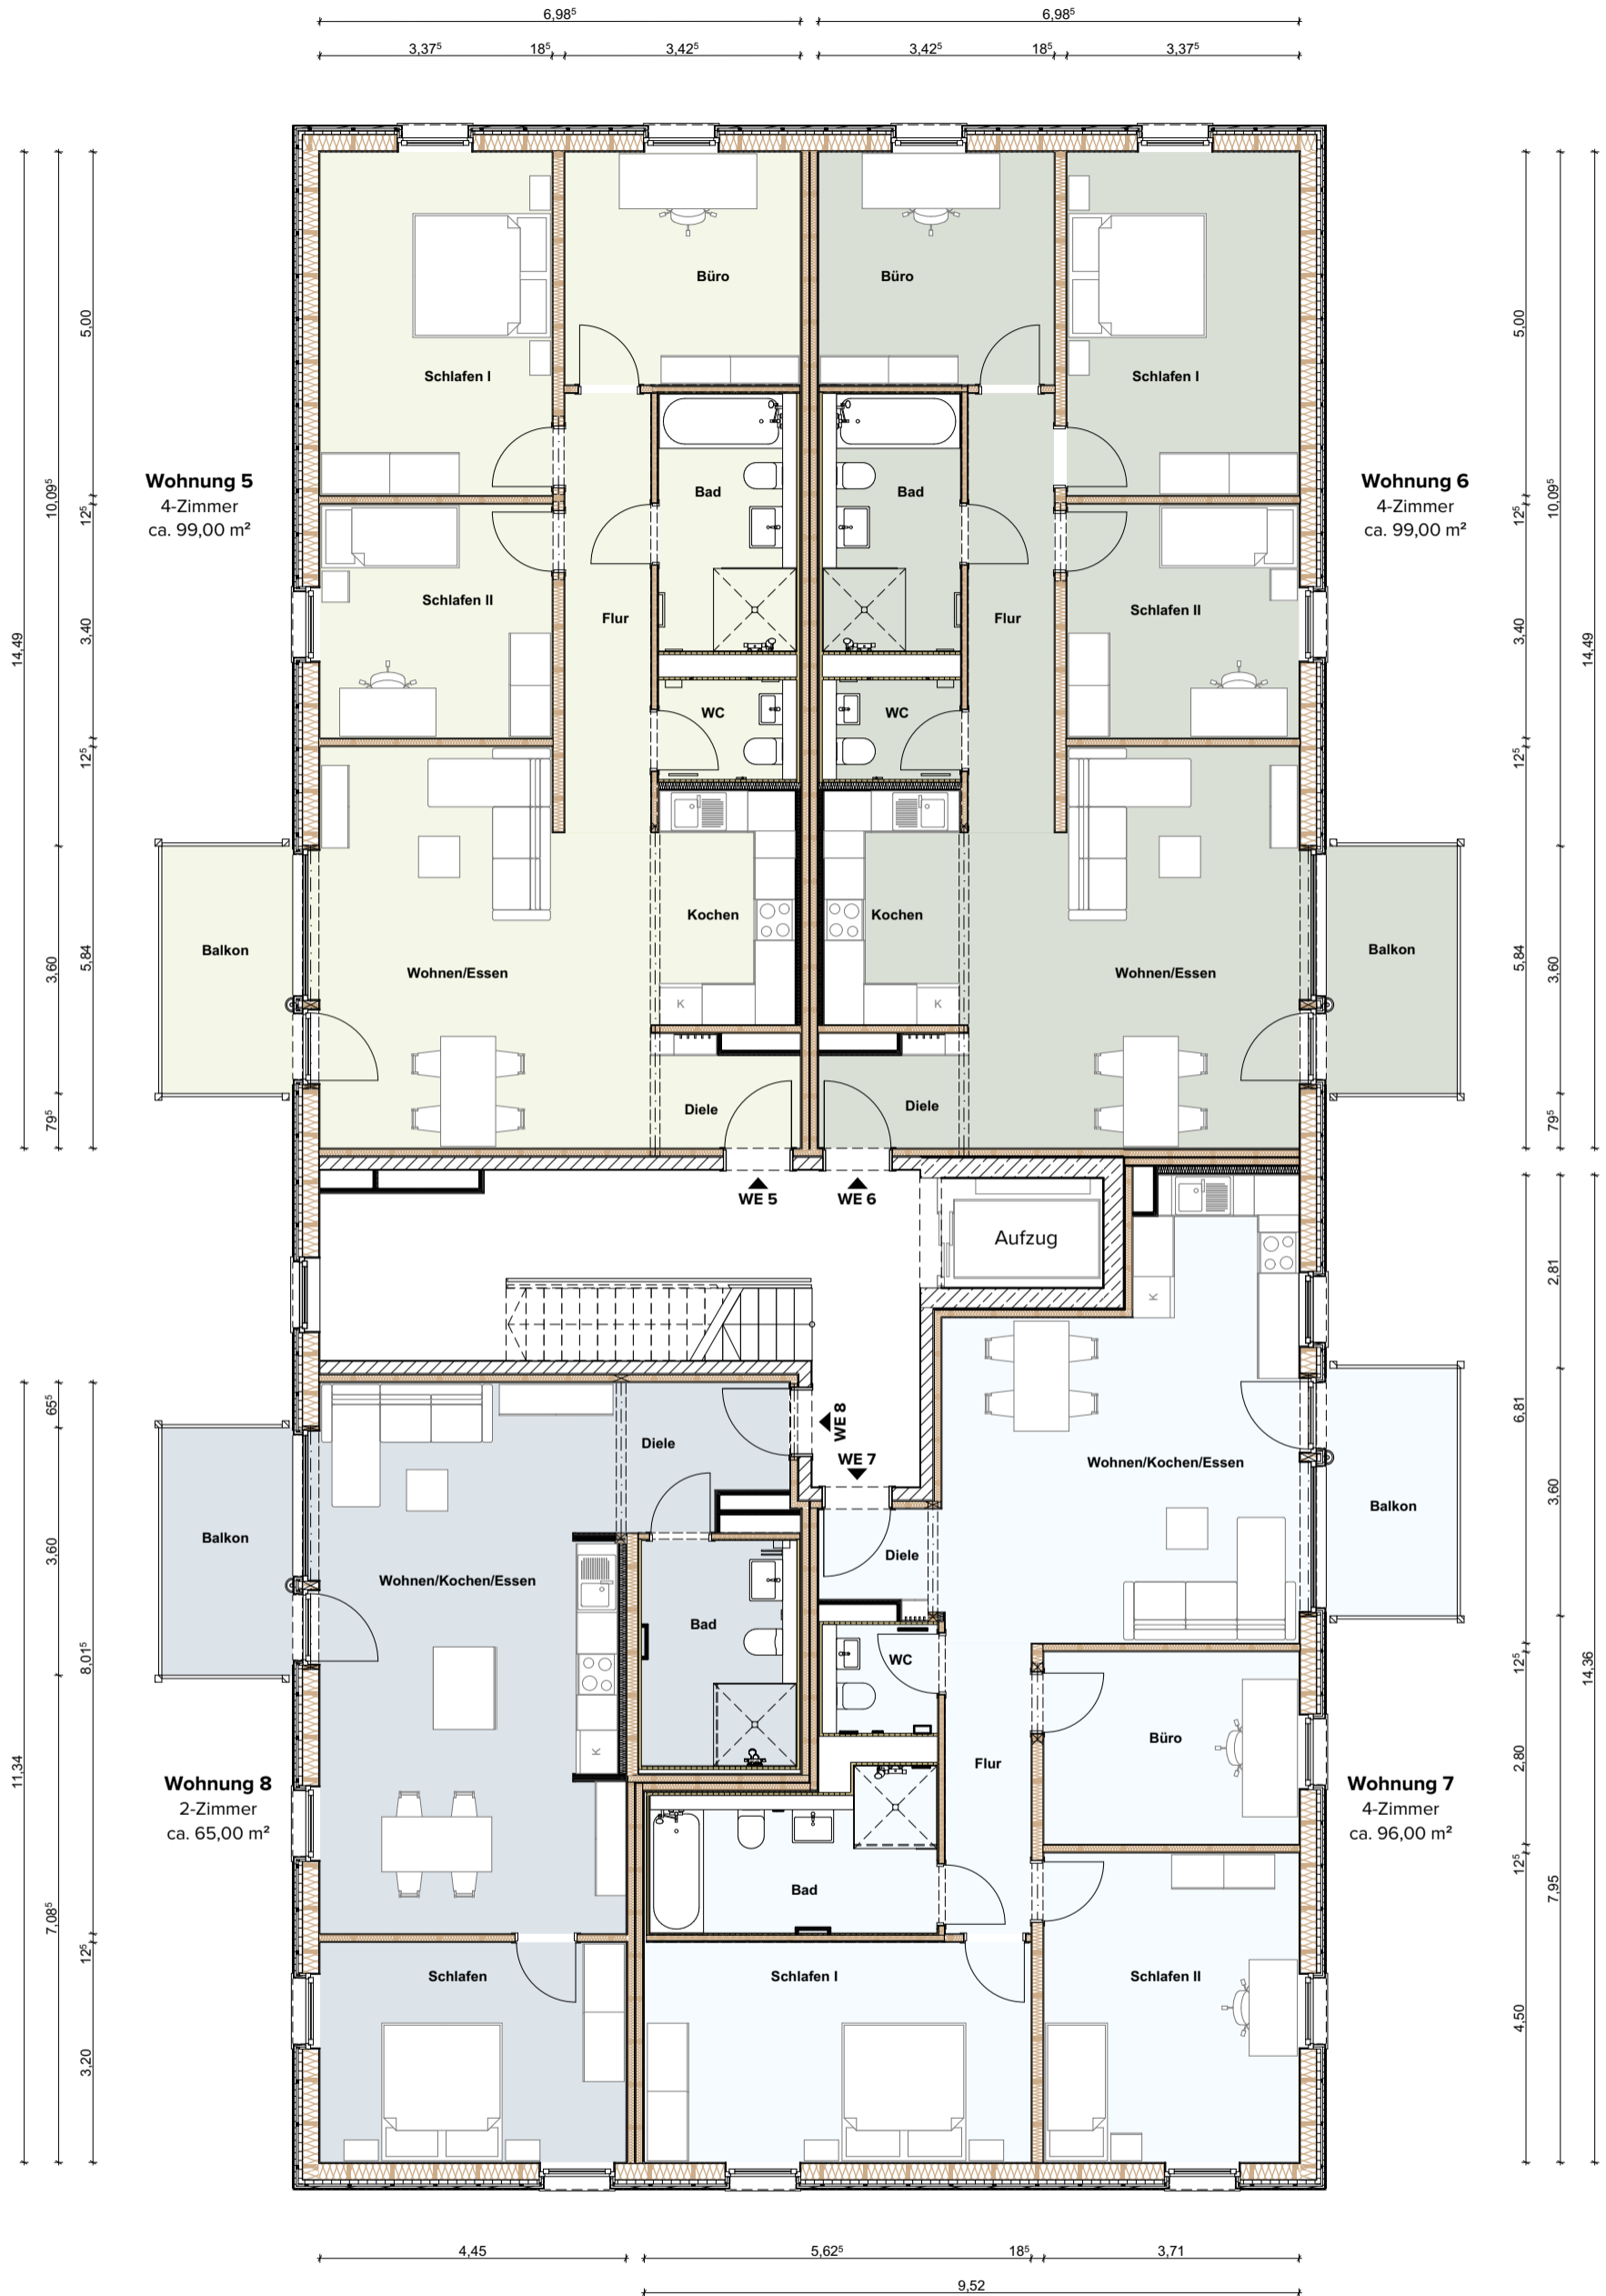 6,98⁵
6,98⁵
3,37⁵
18⁵
3,42⁵
3,42⁵
18⁵
3,37⁵
14,49
10,09⁵
3,60
79⁵
5,00
12⁵
3,40
12⁵
5,84
Wohnung 5
4-Zimmer
ca. 99,00 m²
Schlafen I
Büro
Schlafen II
Flur
Bad
WC
Kochen
K
Wohnen/Essen
Balkon
Diele
Büro
Schlafen I
Bad
Flur
Schlafen II
WC
Kochen
K
Wohnen/Essen
Balkon
Diele
Wohnung 6
4-Zimmer
ca. 99,00 m²
5,00
12⁵
3,40
12⁵
5,84
10,09⁵
3,60
79⁵
14,49
WE 5
WE 6
Aufzug
WE 8
WE 7
11,34
65⁵
3,60
7,08⁵
8,01⁵
12⁵
3,20
Balkon
Diele
Wohnen/Kochen/Essen
Bad
K
Schlafen
Wohnung 8
2-Zimmer
ca. 65,00 m²
K
Wohnen/Kochen/Essen
Balkon
Diele
WC
Flur
Büro
Bad
Schlafen I
Schlafen II
Wohnung 7
4-Zimmer
ca. 96,00 m²
6,81
12⁵
2,80
12⁵
4,50
2,81
3,60
7,95
14,36
4,45
5,62⁵
18⁵
3,71
9,52